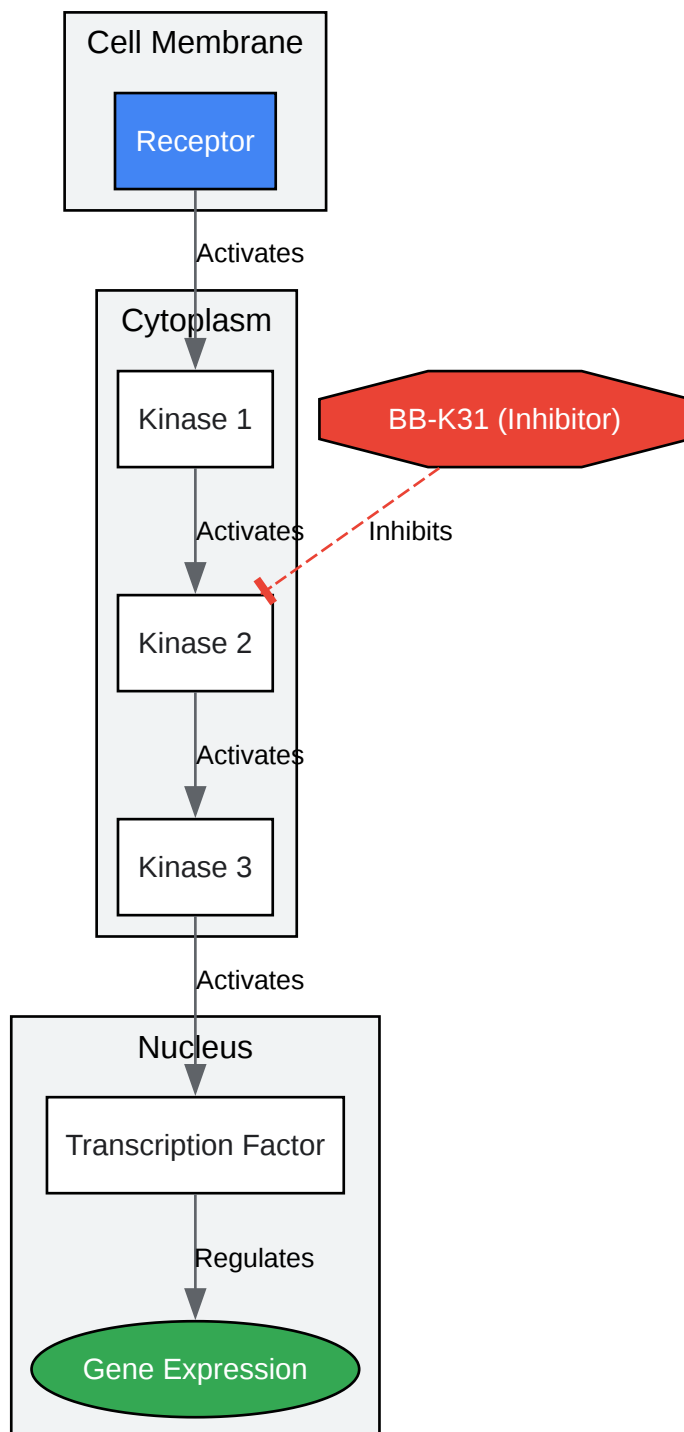 Cell Membrane
Receptor
Activates
Cytoplasm
Kinase 1
BB-K31 (Inhibitor)
Activates
Inhibits
Kinase 2
Activates
Kinase 3
Activates
Nucleus
Transcription Factor
Regulates
Gene Expression